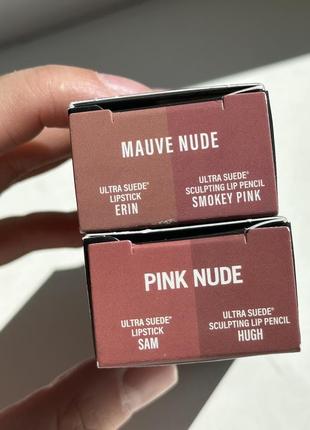 MAUVE NUDE
ULTRA SUEDE®
LIPSTICK
ERIN
ULTRA SUEDE®
SCULPTING LIP PENCIL
SMOKEY PINK
PINK NUDE
ULTRA SUEDE®
LIPSTICK
SAM
ULTRA SUEDE®
SCULPTING LIP PENCIL
HUGH